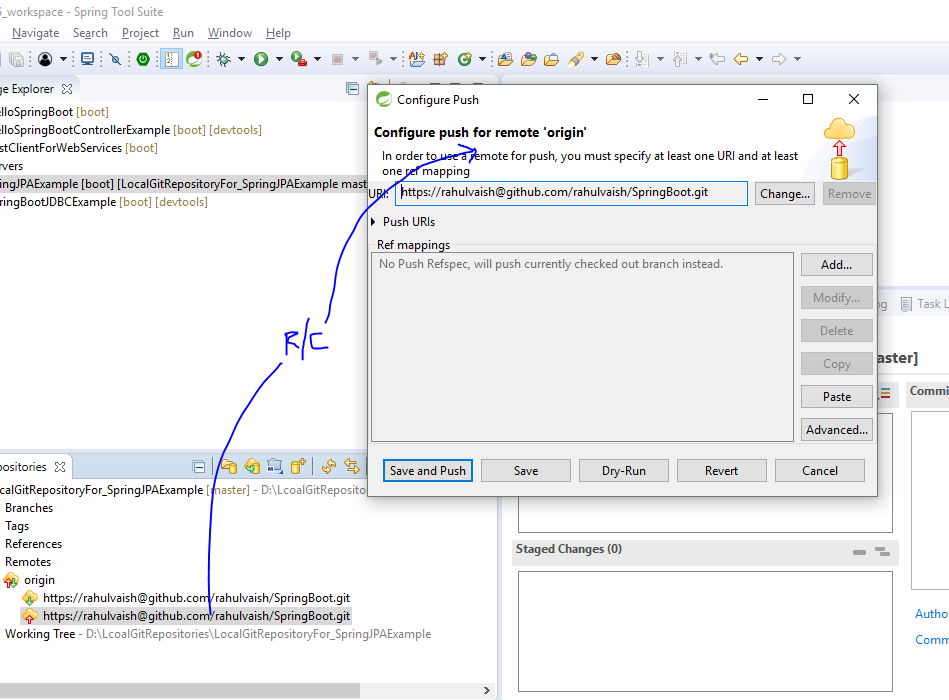 G_workspace - Spring Tool Suite
Navigate Search Project Run Window Help
ge Explorer
elloSpringBoot [boot]
elloSpringBootControllerExample [boot] [devtools]
stClientForWebServices [boot]
rvers
ingJPAExample [boot] [LocalGitRepositoryFor_SpringJPAExample mast
ringBootJDBCExample [boot] [devtools]
Configure Push
Configure push for remote 'origin'
In order to use a remote for push, you must specify at least one URI and at least
one ref mapping
URI: https://rahulvaish@github.com/rahulvaish/SpringBoot.git Change... Remove
Push URIs
Ref mappings
No Push Refspec, will push currently checked out branch instead.
Add...
Modify...
Delete
Copy
Paste
Advanced...
Save and Push Save Dry-Run Revert Cancel
R/C
og Task L
aster]
Commi
ositories
calGitRepositoryFor_SpringJPAExample [master] - D:\LcoalGitReposito
Branches
Tags
References
Remotes
origin
https://rahulvaish@github.com/rahulvaish/SpringBoot.git
https://rahulvaish@github.com/rahulvaish/SpringBoot.git
Working Tree - D:\LcoalGitRepositories\LocalGitRepositoryFor_SpringJPAExample
Staged Changes (0)
Autho
Comm